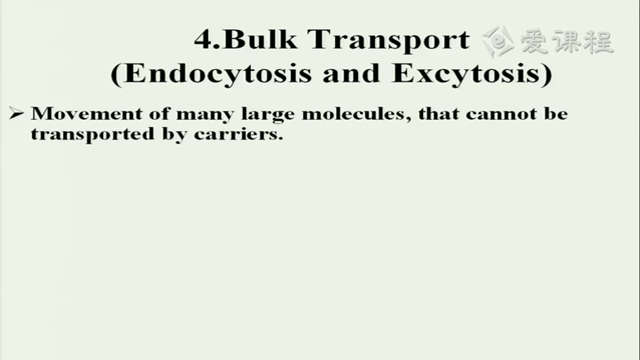 4.Bulk Transport
爱课程
(Endocytosis and Excytosis)
➢ Movement of many large molecules, that cannot be
transported by carriers.